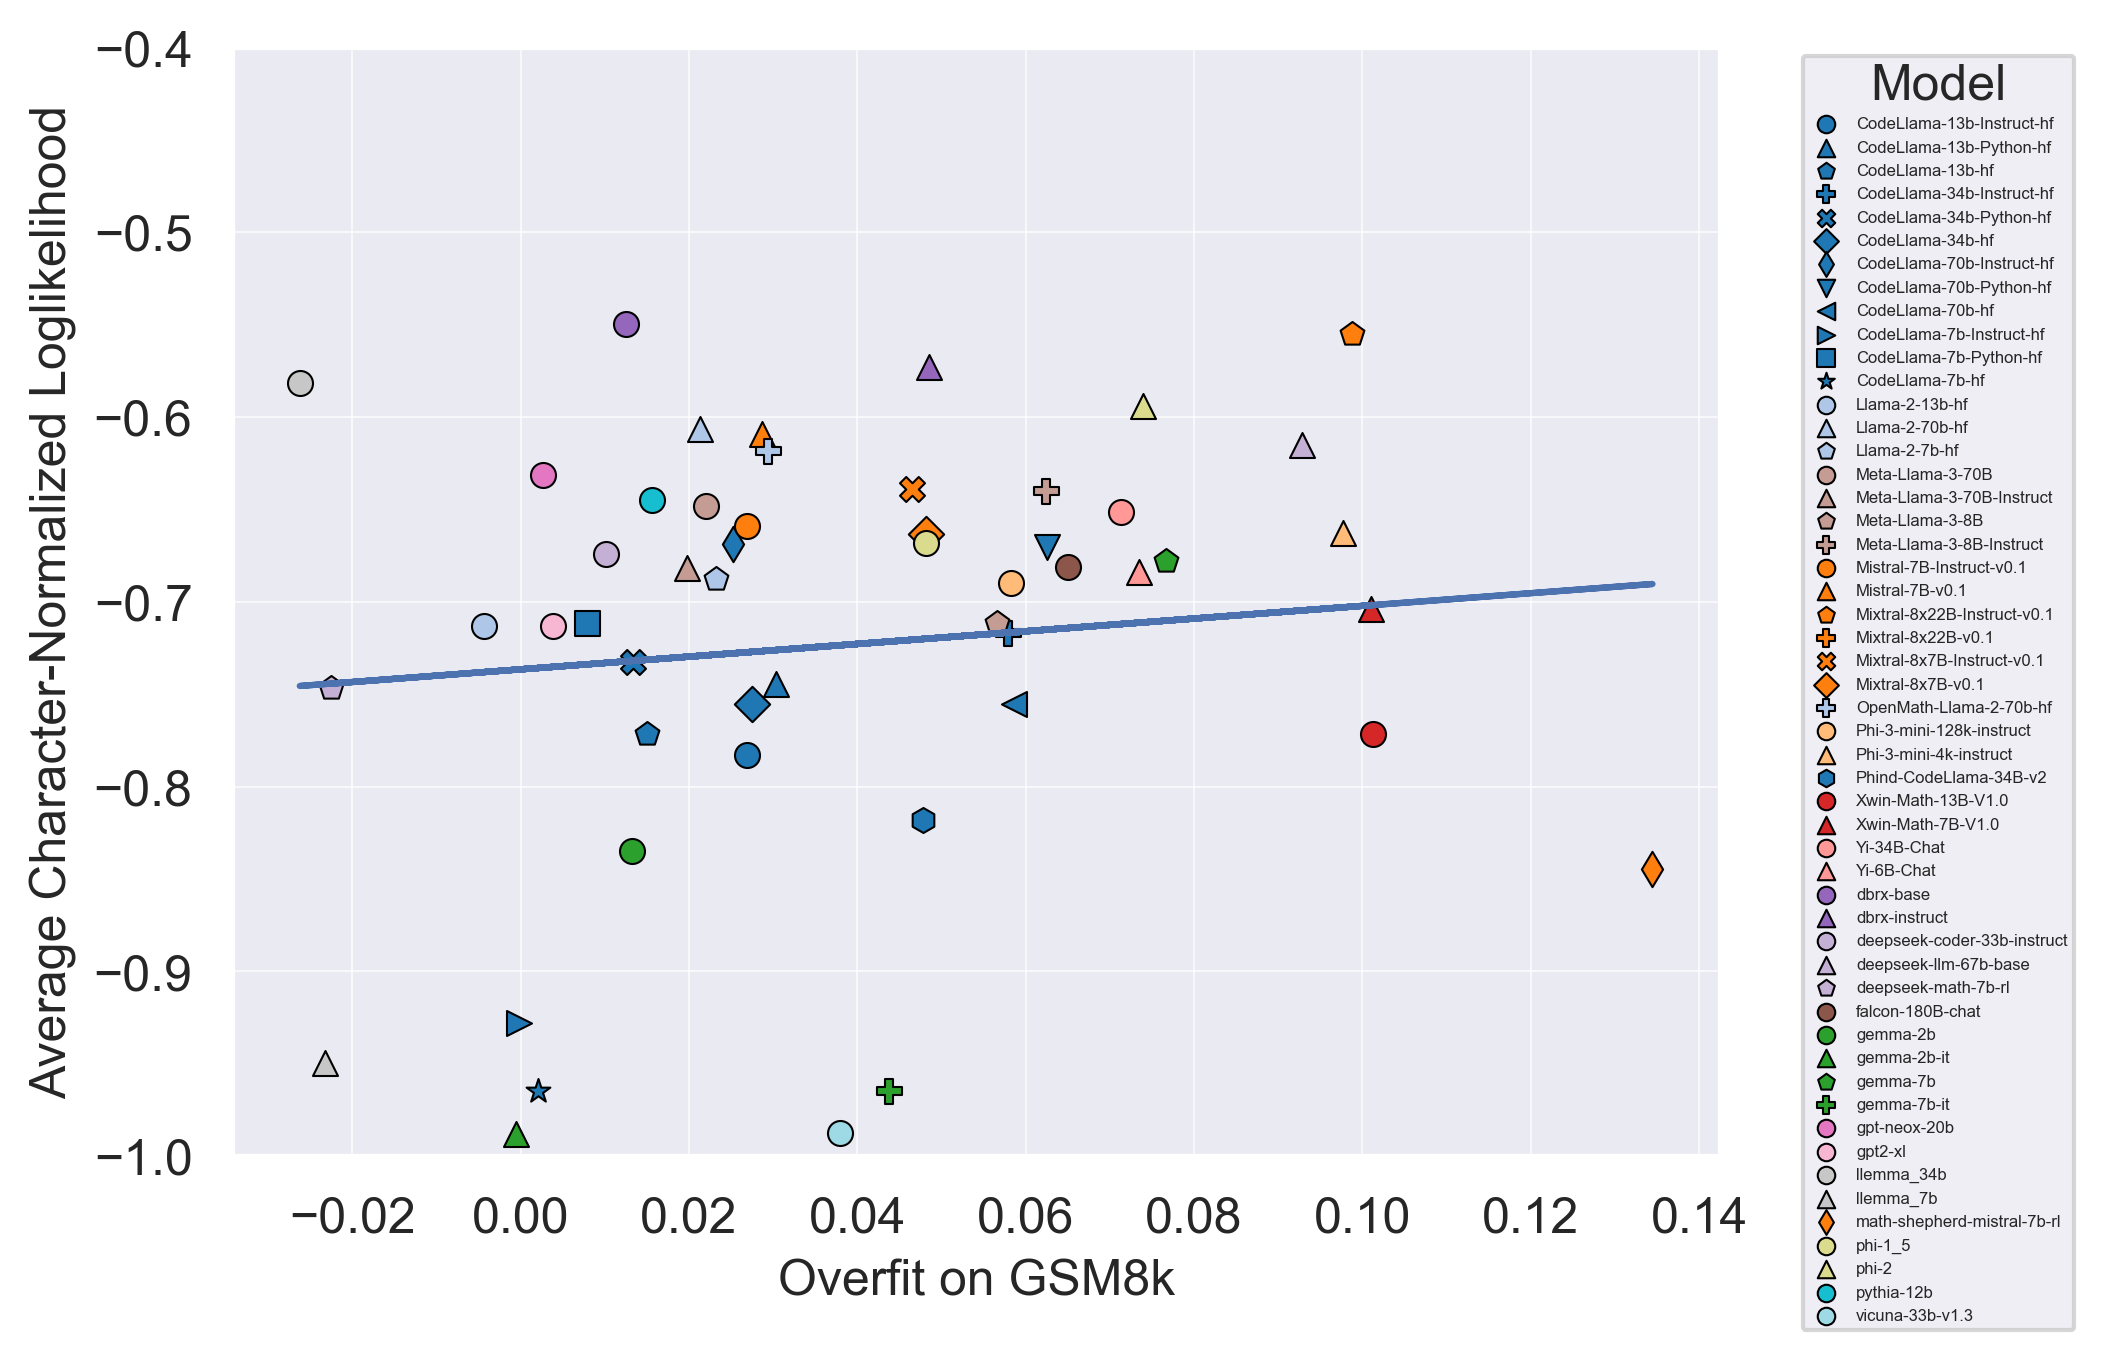 −0.4
−0.5
−0.6
−0.7
−0.8
−0.9
−1.0
Average Character-Normalized Loglikelihood
−0.02
0.00
0.02
0.04
0.06
0.08
0.10
0.12
0.14
Overfit on GSM8k
Model
CodeLlama-13b-Instruct-hf
CodeLlama-13b-Python-hf
CodeLlama-13b-hf
CodeLlama-34b-Instruct-hf
CodeLlama-34b-Python-hf
CodeLlama-34b-hf
CodeLlama-70b-Instruct-hf
CodeLlama-70b-Python-hf
CodeLlama-70b-hf
CodeLlama-7b-Instruct-hf
CodeLlama-7b-Python-hf
CodeLlama-7b-hf
Llama-2-13b-hf
Llama-2-70b-hf
Llama-2-7b-hf
Meta-Llama-3-70B
Meta-Llama-3-70B-Instruct
Meta-Llama-3-8B
Meta-Llama-3-8B-Instruct
Mistral-7B-Instruct-v0.1
Mistral-7B-v0.1
Mixtral-8x22B-Instruct-v0.1
Mixtral-8x22B-v0.1
Mixtral-8x7B-Instruct-v0.1
Mixtral-8x7B-v0.1
OpenMath-Llama-2-70b-hf
Phi-3-mini-128k-instruct
Phi-3-mini-4k-instruct
Phind-CodeLlama-34B-v2
Xwin-Math-13B-V1.0
Xwin-Math-7B-V1.0
Yi-34B-Chat
Yi-6B-Chat
dbrx-base
dbrx-instruct
deepseek-coder-33b-instruct
deepseek-llm-67b-base
deepseek-math-7b-rl
falcon-180B-chat
gemma-2b
gemma-2b-it
gemma-7b
gemma-7b-it
gpt-neox-20b
gpt2-xl
llemma_34b
llemma_7b
math-shepherd-mistral-7b-rl
phi-1_5
phi-2
pythia-12b
vicuna-33b-v1.3